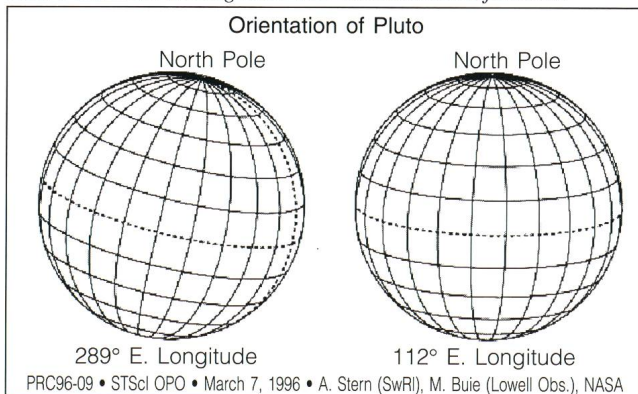 Orientation of Pluto
North Pole North Pole
289° E. Longitude 112° E. Longitude
PRC96-09 • STScI OPO • March 7, 1996 • A. Stern (SwRI), M. Buie (Lowell Obs.), NASA